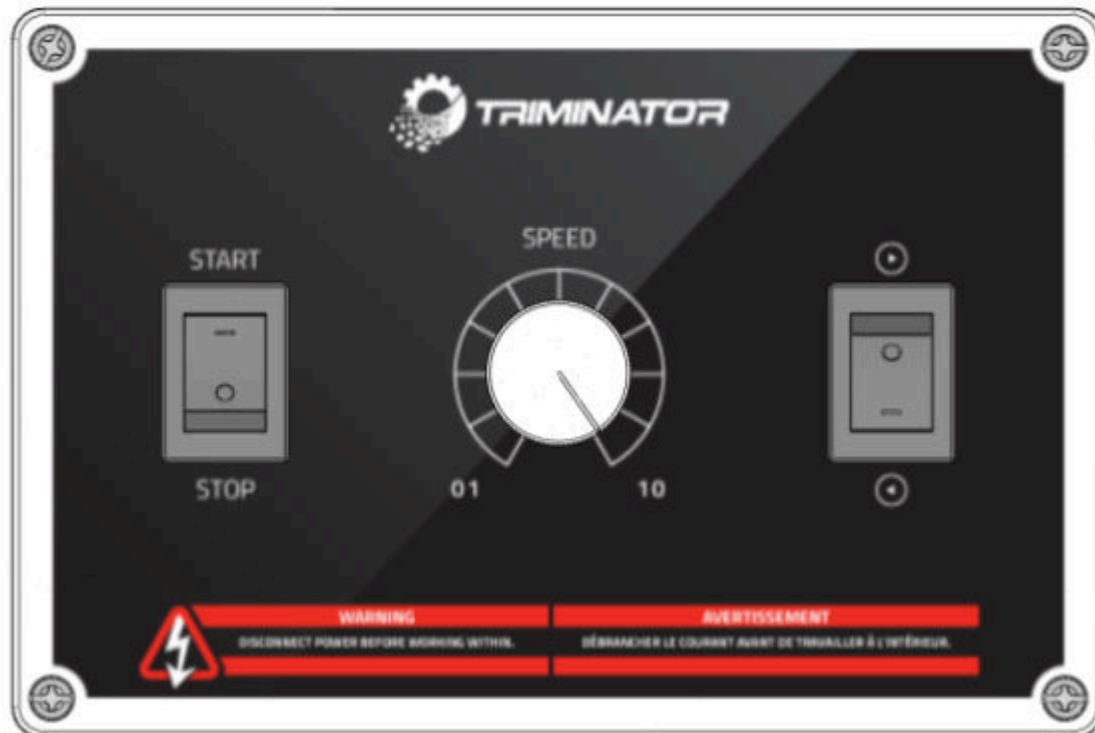 TRIMINATOR
SPEED
START
STOP
01
10
WARNING
DISCONNECT POWER BEFORE WORKING WITHIN.
AVERTISSEMENT
DÉBRANCHER LE COURANT AVANT DE TRAVAILLER À L'INTÉRIEUR.